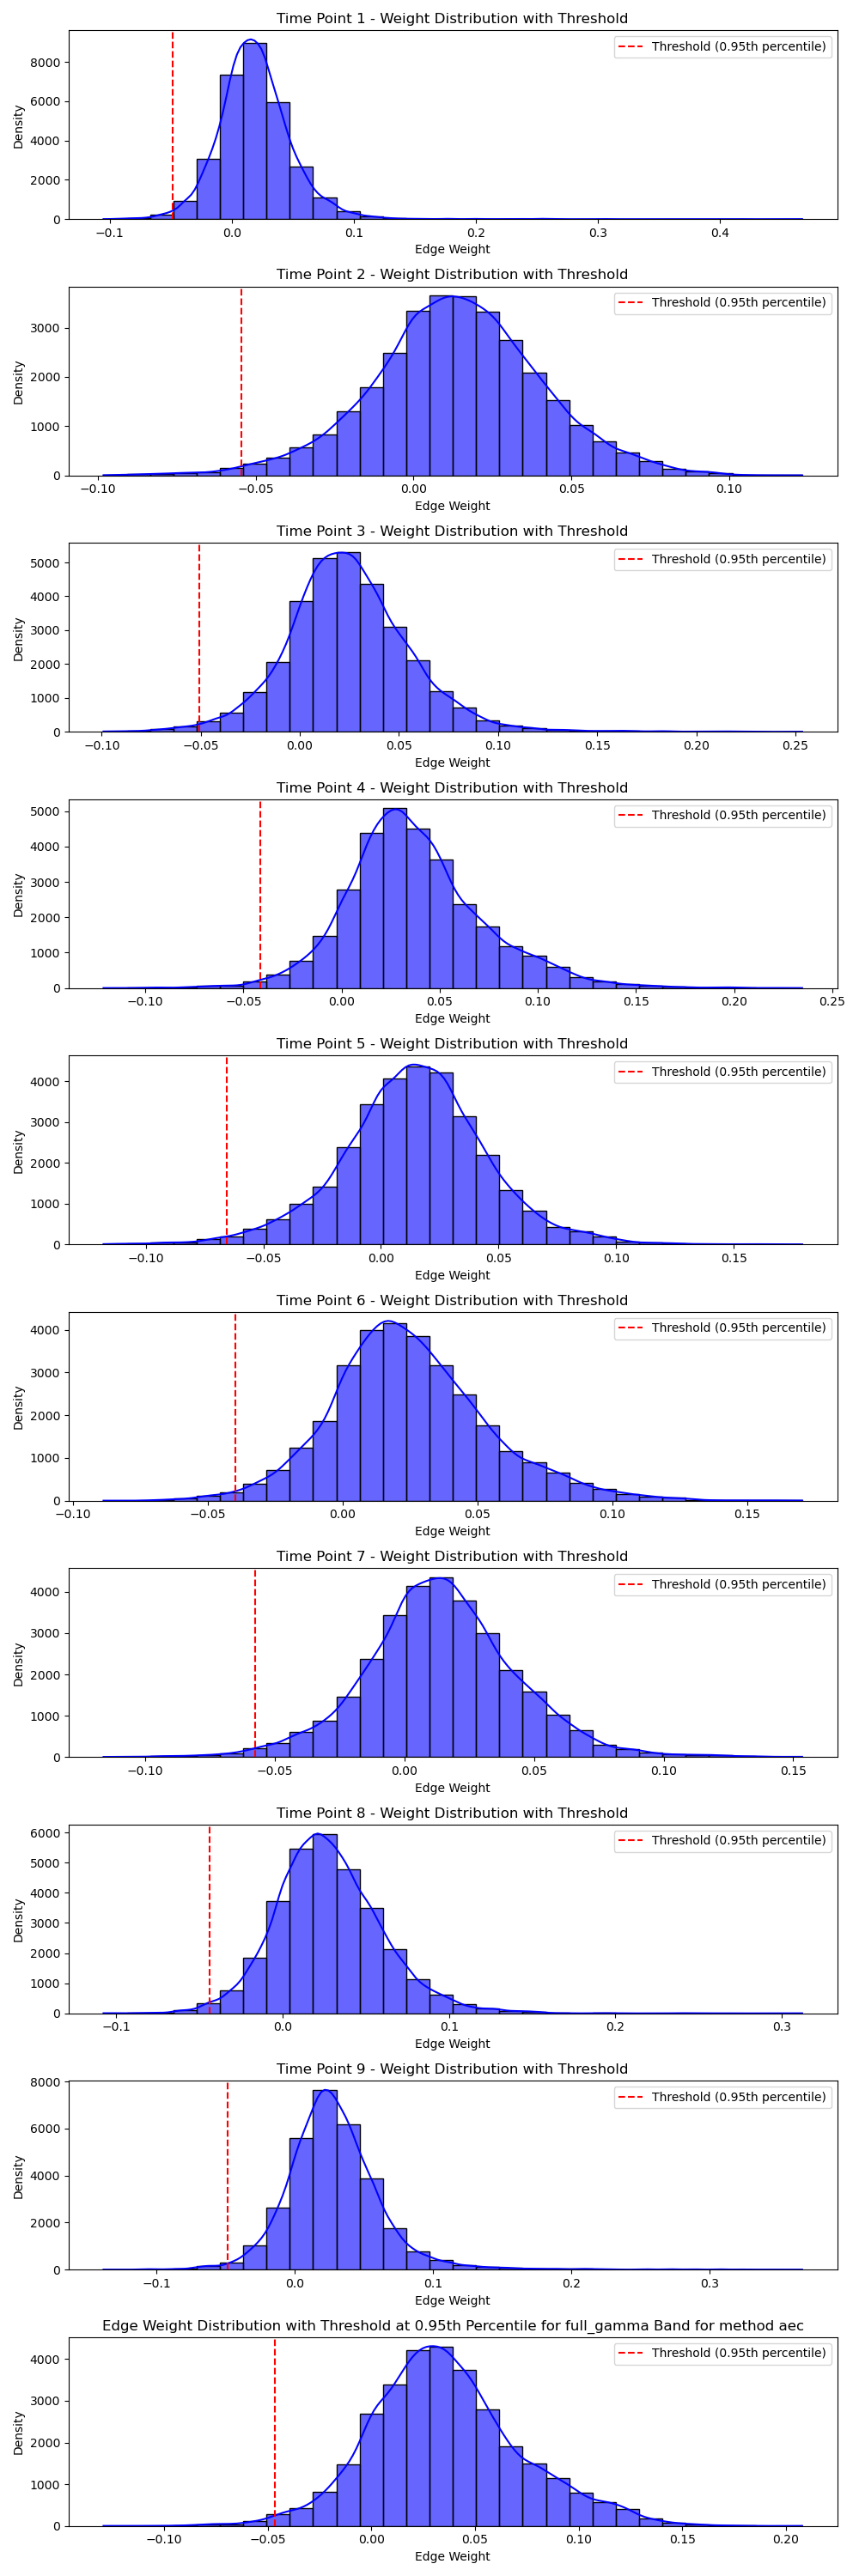 Time Point 1 - Weight Distribution with Threshold
Threshold (0.95th percentile)
Density
8000
6000
4000
2000
0
−0.1 0.0 0.1 0.2 0.3 0.4
Edge Weight
Time Point 2 - Weight Distribution with Threshold
Threshold (0.95th percentile)
Density
3000
2000
1000
0
−0.10 −0.05 0.00 0.05 0.10
Edge Weight
Time Point 3 - Weight Distribution with Threshold
Threshold (0.95th percentile)
Density
5000
4000
3000
2000
1000
0
−0.10 −0.05 0.00 0.05 0.10 0.15 0.20 0.25
Edge Weight
Time Point 4 - Weight Distribution with Threshold
Threshold (0.95th percentile)
Density
5000
4000
3000
2000
1000
0
−0.10 −0.05 0.00 0.05 0.10 0.15 0.20 0.25
Edge Weight
Time Point 5 - Weight Distribution with Threshold
Threshold (0.95th percentile)
Density
4000
3000
2000
1000
0
−0.10 −0.05 0.00 0.05 0.10 0.15
Edge Weight
Time Point 6 - Weight Distribution with Threshold
Threshold (0.95th percentile)
Density
4000
3000
2000
1000
0
−0.10 −0.05 0.00 0.05 0.10 0.15
Edge Weight
Time Point 7 - Weight Distribution with Threshold
Threshold (0.95th percentile)
Density
4000
3000
2000
1000
0
−0.10 −0.05 0.00 0.05 0.10 0.15
Edge Weight
Time Point 8 - Weight Distribution with Threshold
Threshold (0.95th percentile)
Density
6000
5000
4000
3000
2000
1000
0
−0.1 0.0 0.1 0.2 0.3
Edge Weight
Time Point 9 - Weight Distribution with Threshold
Threshold (0.95th percentile)
Density
8000
6000
4000
2000
0
−0.1 0.0 0.1 0.2 0.3
Edge Weight
Edge Weight Distribution with Threshold at 0.95th Percentile for full_gamma Band for method aec
Threshold (0.95th percentile)
Density
4000
3000
2000
1000
0
−0.10 −0.05 0.00 0.05 0.10 0.15 0.20
Edge Weight